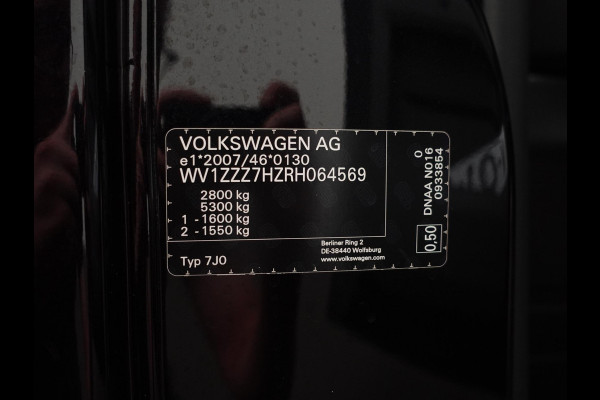 VOLKSWAGEN AG
e1*2007/46*0130
WV1ZZZ7HZRH064569
2800 kg
5300 kg
1 - 1600 kg
2 - 1550 kg
Typ 7J0
Berliner Ring 2
DE-38440 Wolfsburg
www.volkswagen.com
0,50
DNAA N016 0
0933854